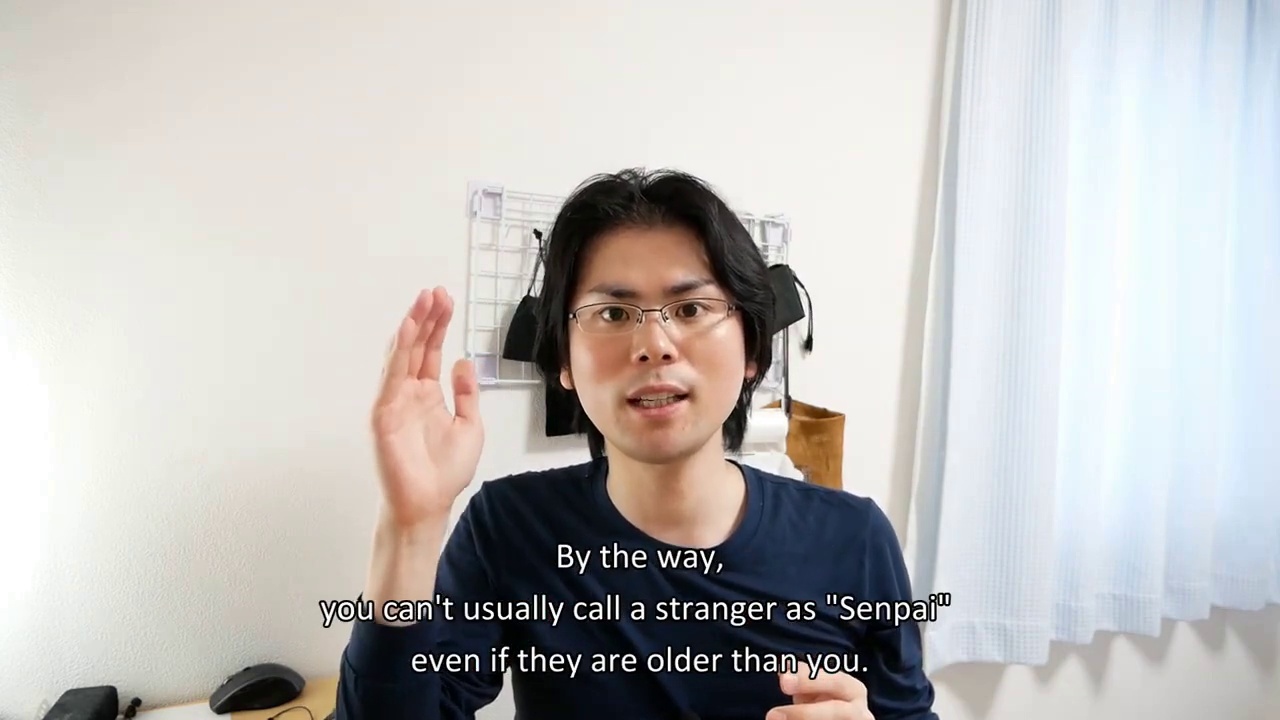 By the way,
you can't usually call a stranger as "Senpai"
even if they are older than you.